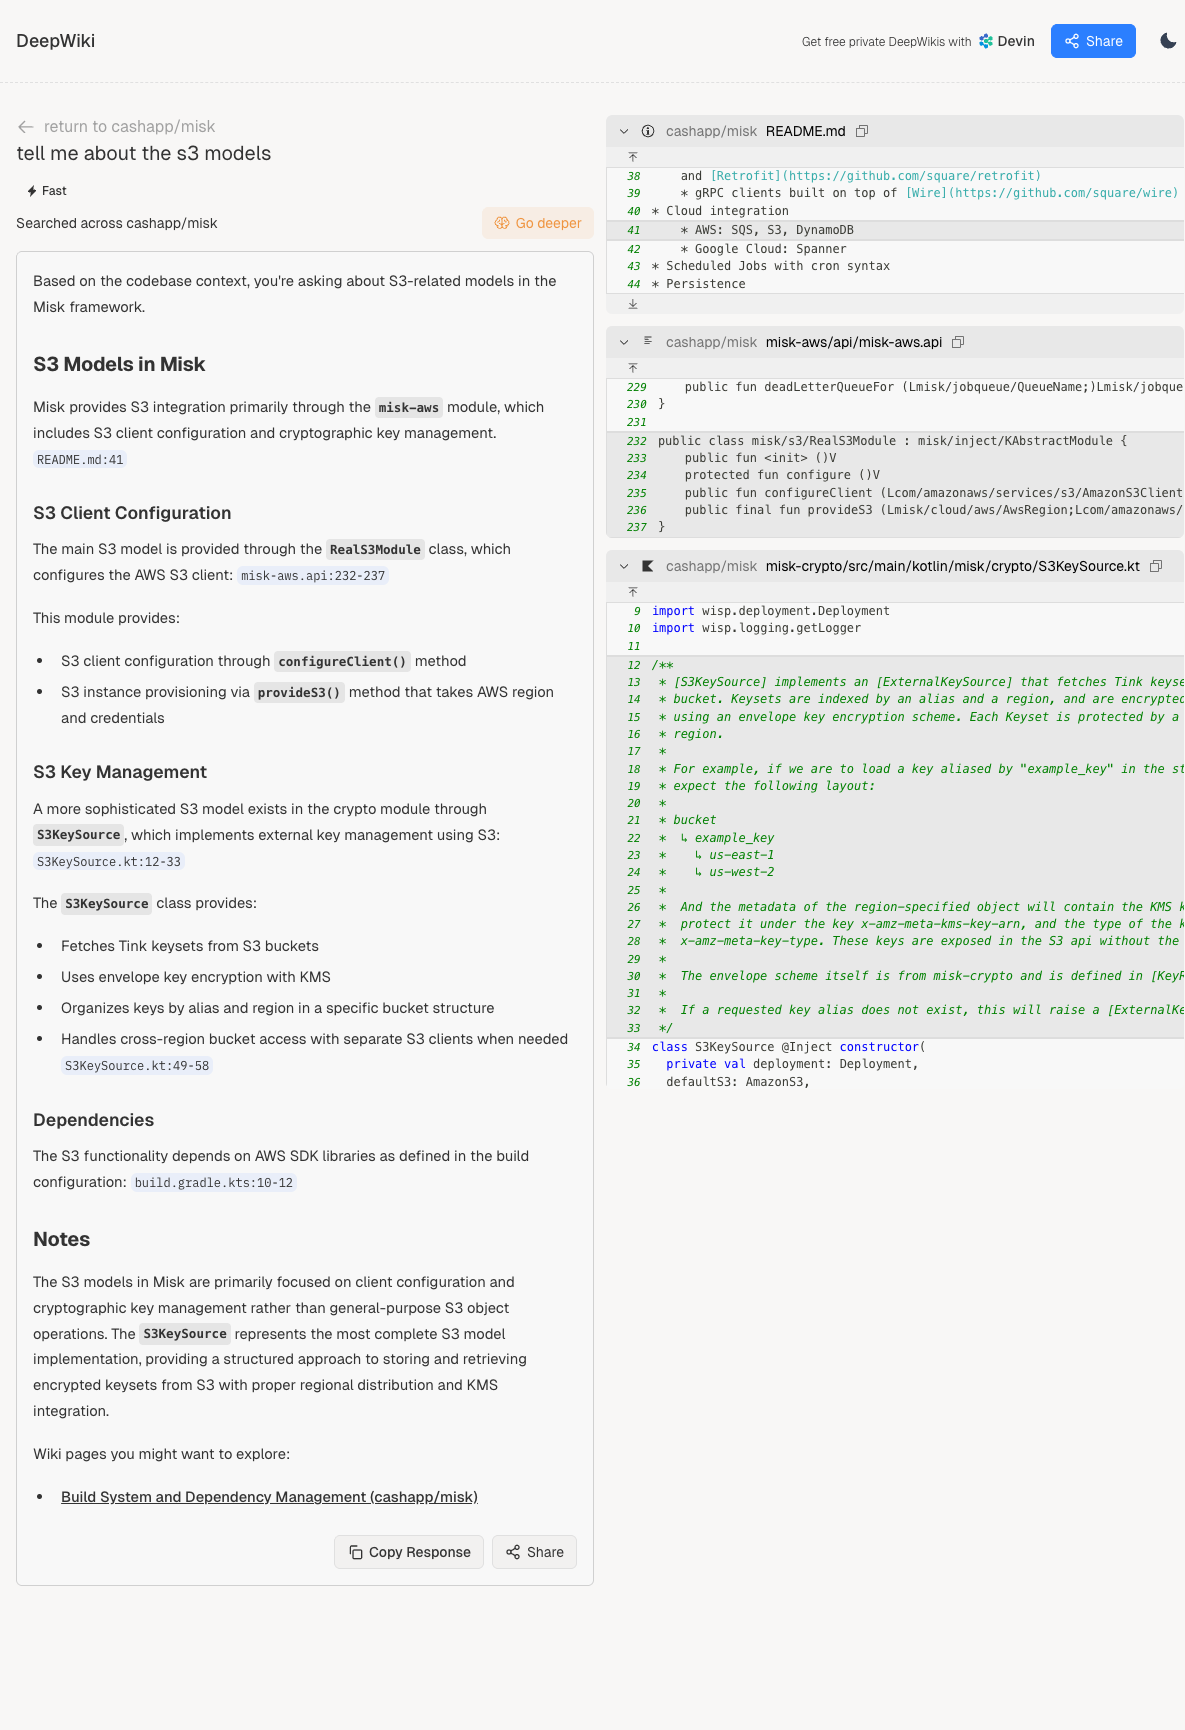 DeepWiki
Get free private DeepWikis with Devin
Share
return to cashapp/misk
tell me about the s3 models
Fast
Searched across cashapp/misk
Go deeper
Based on the codebase context, you're asking about S3-related models in the
Misk framework.
S3 Models in Misk
Misk provides S3 integration primarily through the misk-aws module, which
includes S3 client configuration and cryptographic key management.
README.md:41
S3 Client Configuration
The main S3 model is provided through the RealS3Module class, which
configures the AWS S3 client: misk-aws.api:232-237
This module provides:
• S3 client configuration through configureClient() method
• S3 instance provisioning via provideS3() method that takes AWS region
and credentials
S3 Key Management
A more sophisticated S3 model exists in the crypto module through
S3KeySource, which implements external key management using S3:
S3KeySource.kt:12-33
The S3KeySource class provides:
• Fetches Tink keysets from S3 buckets
• Uses envelope key encryption with KMS
• Organizes keys by alias and region in a specific bucket structure
• Handles cross-region bucket access with separate S3 clients when needed
S3KeySource.kt:49-58
Dependencies
The S3 functionality depends on AWS SDK libraries as defined in the build
configuration: build.gradle.kts:10-12
Notes
The S3 models in Misk are primarily focused on client configuration and
cryptographic key management rather than general-purpose S3 object
operations. The S3KeySource represents the most complete S3 model
implementation, providing a structured approach to storing and retrieving
encrypted keysets from S3 with proper regional distribution and KMS
integration.
Wiki pages you might want to explore:
• Build System and Dependency Management (cashapp/misk)
Copy Response
Share
cashapp/misk README.md
38 and [Retrofit](https://github.com/square/retrofit)
39 * gRPC clients built on top of [Wire](https://github.com/square/wire)
40 * Cloud integration
41 * AWS: SQS, S3, DynamoDB
42 * Google Cloud: Spanner
43 * Scheduled Jobs with cron syntax
44 * Persistence
cashapp/misk misk-aws/api/misk-aws.api
229 public fun deadLetterQueueFor (Lmisk/jobqueue/QueueName;)Lmisk/jobque
230 }
231
232 public class misk/s3/RealS3Module : misk/inject/KAbstractModule {
233 public fun <init> ()V
234 protected fun configure ()V
235 public fun configureClient (Lcom/amazonaws/services/s3/AmazonS3Client
236 public final fun provideS3 (Lmisk/cloud/aws/AwsRegion;Lcom/amazonaws/
237 }
cashapp/misk misk-crypto/src/main/kotlin/misk/crypto/S3KeySource.kt
9 import wisp.deployment.Deployment
10 import wisp.logging.getLogger
11
12 /**
13 * [S3KeySource] implements an [ExternalKeySource] that fetches Tink keyse
14 * bucket. Keysets are indexed by an alias and a region, and are encrypted
15 * using an envelope key encryption scheme. Each Keyset is protected by a
16 * region.
17 *
18 * For example, if we are to load a key aliased by "example_key" in the st
19 * expect the following layout:
20 *
21 * bucket
22 * ↳ example_key
23 * ↳ us-east-1
24 * ↳ us-west-2
25 *
26 * And the metadata of the region-specified object will contain the KMS k
27 * protect it under the key x-amz-meta-kms-key-arn, and the type of the k
28 * x-amz-meta-key-type. These keys are exposed in the S3 api without the
29 *
30 * The envelope scheme itself is from misk-crypto and is defined in [KeyR
31 *
32 * If a requested key alias does not exist, this will raise a [ExternalKe
33 */
34 class S3KeySource @Inject constructor(
35 private val deployment: Deployment,
36 defaultS3: AmazonS3,